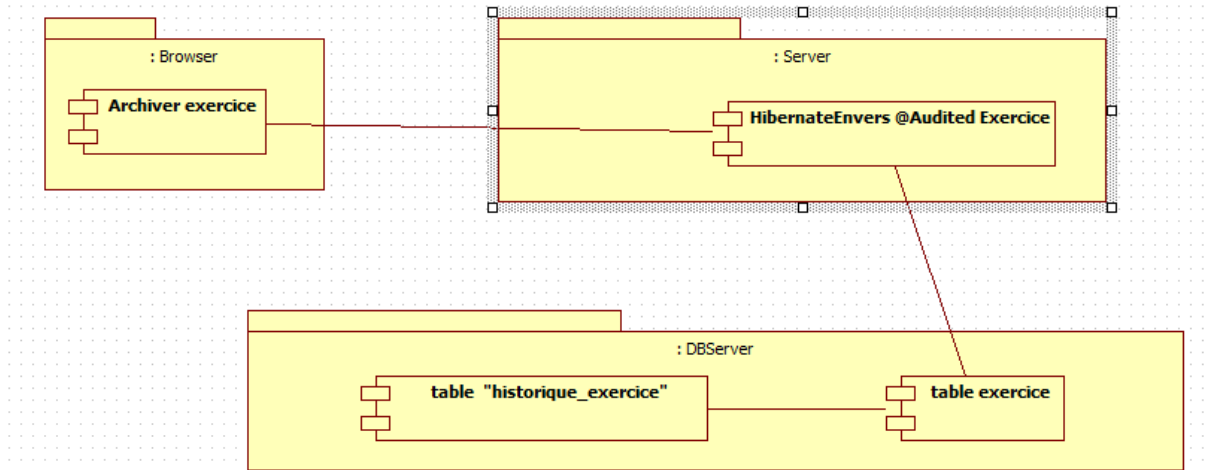 : Browser
Archiver exercice
: Server
HibernateEnvers @Audited Exercice
: DBServer
table "historique_exercice"
table exercice